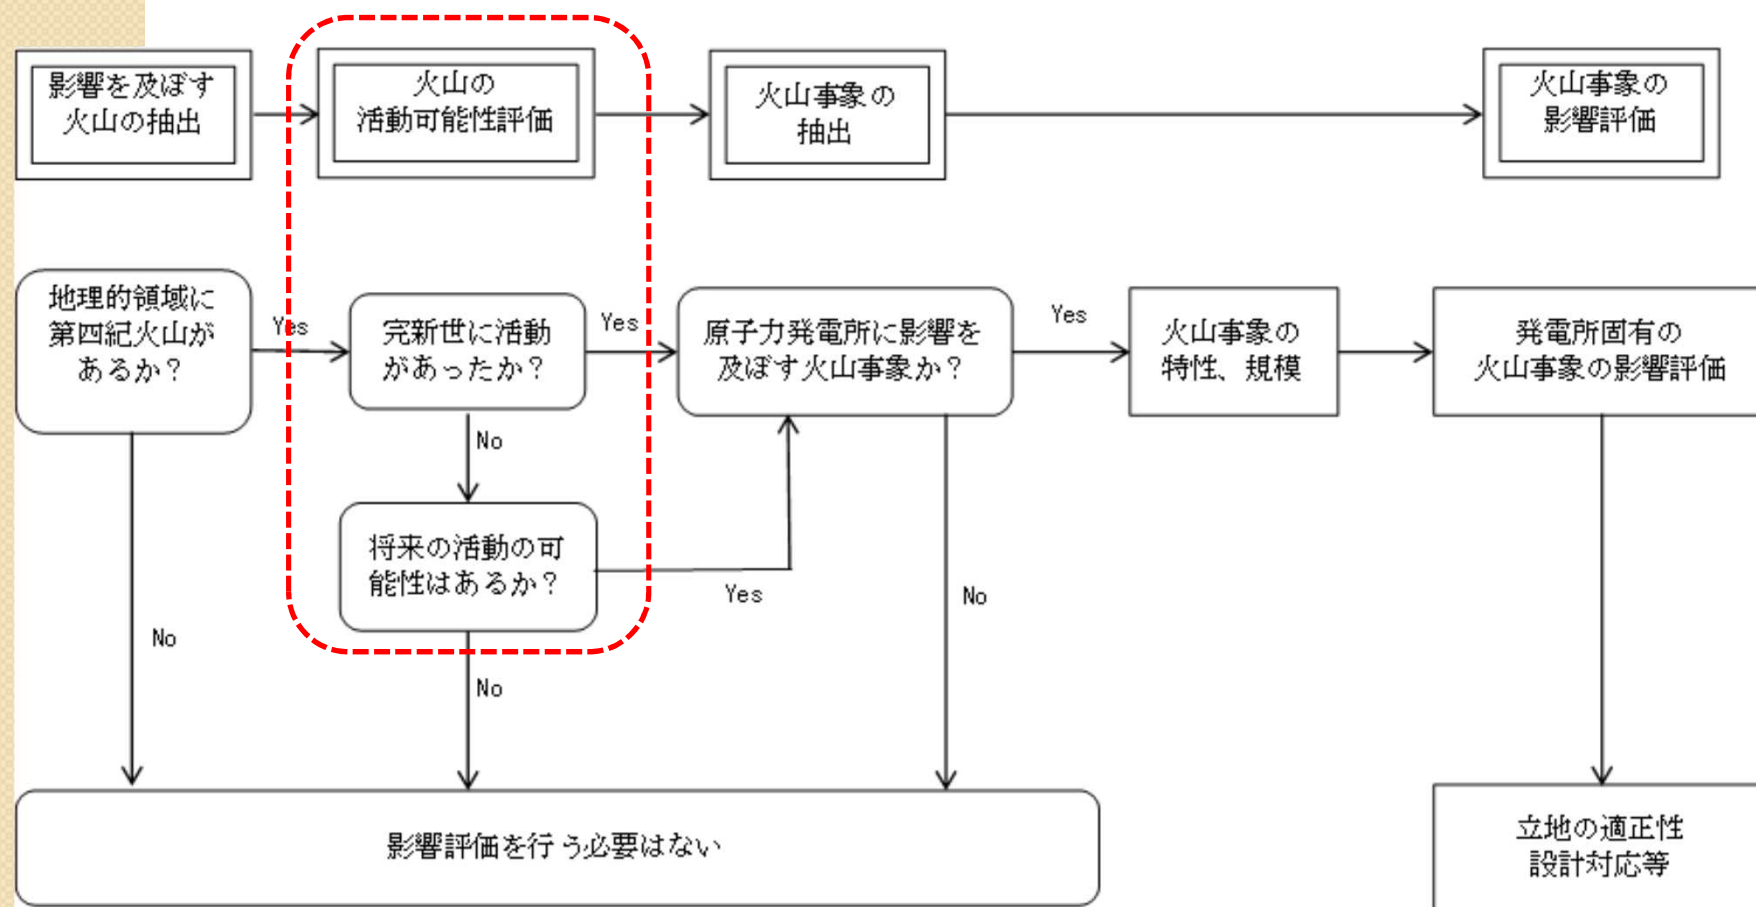 影響を及ぼす
火山の抽出
火山の
活動可能性評価
火山事象の
抽出
火山事象の
影響評価
地理的領域に
第四紀火山が
あるか？
Yes
完新世に活動
があったか？
Yes
原子力発電所に影響を
及ぼす火山事象か？
Yes
火山事象の
特性、規模
発電所固有の
火山事象の影響評価
No
将来の活動の可
能性はあるか？
Yes
No
No
No
影響評価を行う必要はない
立地の適正性
設計対応等